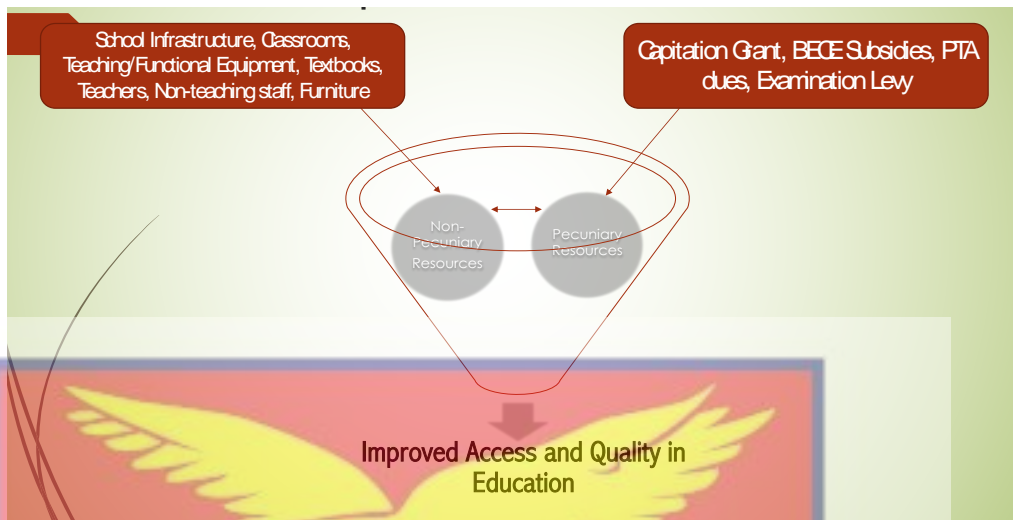 School Infrastructure, Classrooms,
Teaching/Functional Equipment, Textbooks,
Teachers, Non-teaching staff, Furniture
Capitation Grant, BECE Subsidies, PTA
dues, Examination Levy
Non-
Pecuniary
Resources
Pecuniary
Resources
Improved Access and Quality in
Education